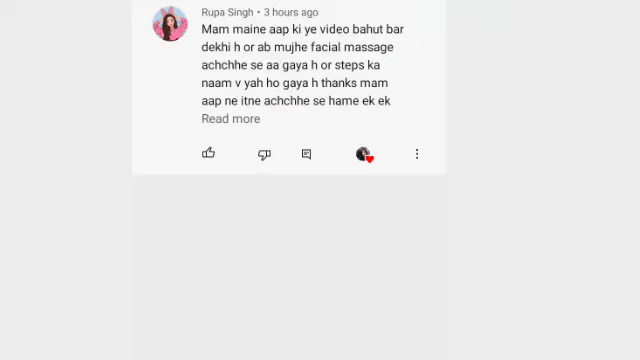 Rupa Singh • 3 hours ago
Mam maine aap ki ye video bahut bar
dekhi h or ab mujhe facial massage
achchhe se aa gaya h or steps ka
naam v yah ho gaya h thanks mam
aap ne itne achchhe se hame ek ek
Read more